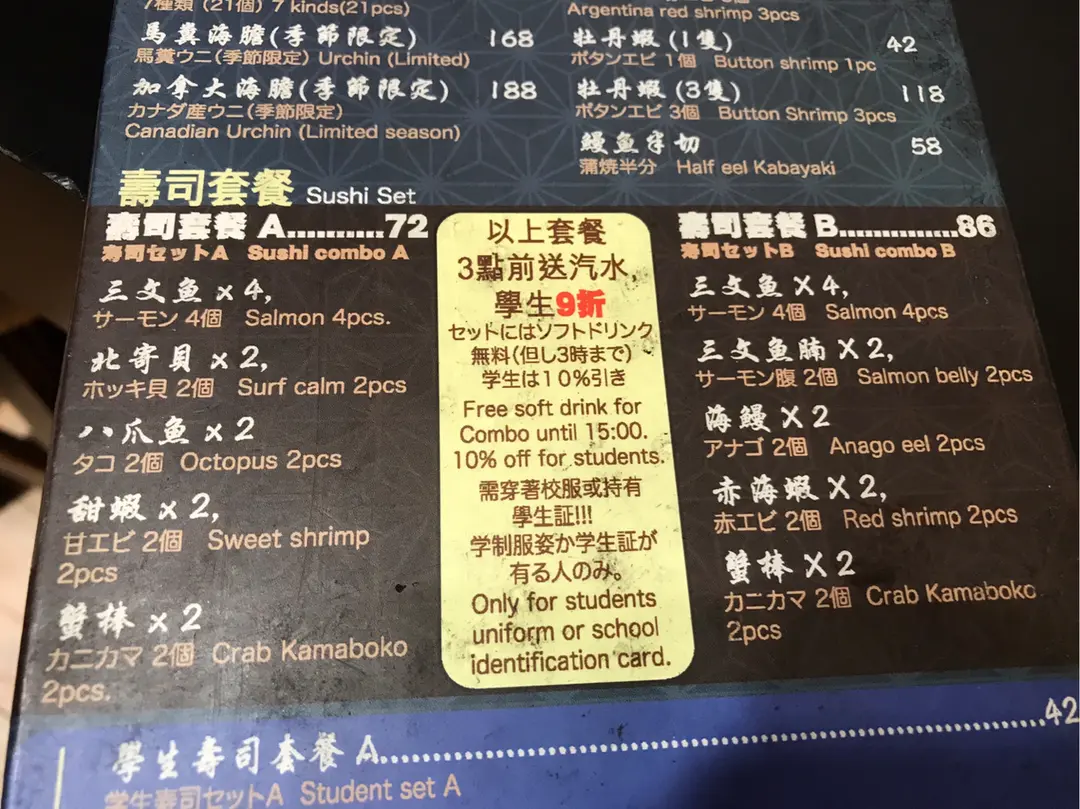 7種類（21個）7 kinds(21pcs)
馬糞海膽(季節限定) 168
馬糞ウニ(季節限定) Urchin (Limited)
加拿大海膽(季節限定) 188
カナダ産ウニ(季節限定)
Canadian Urchin (Limited season)
Argentina red shrimp 3pcs
牡丹蝦(1隻) 42
ボタンエビ 1個 Button shrimp 1pc
牡丹蝦(3隻) 118
ボタンエビ 3個 Button Shrimp 3pcs
鰻魚半切 58
蒲焼半分 Half eel Kabayaki
壽司套餐 Sushi Set
壽司套餐 A..........72
寿司セットA Sushi combo A
三文魚 x 4,
サーモン 4個 Salmon 4pcs.
北寄貝 x 2,
ホッキ貝 2個 Surf calm 2pcs
八爪魚 x 2
タコ 2個 Octopus 2pcs
甜蝦 x 2,
甘エビ 2個 Sweet shrimp
2pcs
蟹棒 x 2
カニカマ 2個 Crab Kamaboko
2pcs.
以上套餐
3點前送汽水,
學生9折
セットにはソフトドリンク
無料(但し3時まで)
学生は10%引き
Free soft drink for
Combo until 15:00.
10% off for students.
需穿著校服或持有
學生証!!!
学制服姿か学生証が
有る人のみ。
Only for students
uniform or school
identification card.
壽司套餐 B.............86
寿司セットB Sushi combo B
三文魚 X 4,
サーモン 4個 Salmon 4pcs
三文魚腩 X 2,
サーモン腹 2個 Salmon belly 2pcs
海鰻 X 2
アナゴ 2個 Anago eel 2pcs
赤海蝦 X 2,
赤エビ 2個 Red shrimp 2pcs
蟹棒 X 2
カニカマ 2個 Crab Kamaboko
2pcs
學生壽司套餐 A..........42
学生寿司セットA Student set A